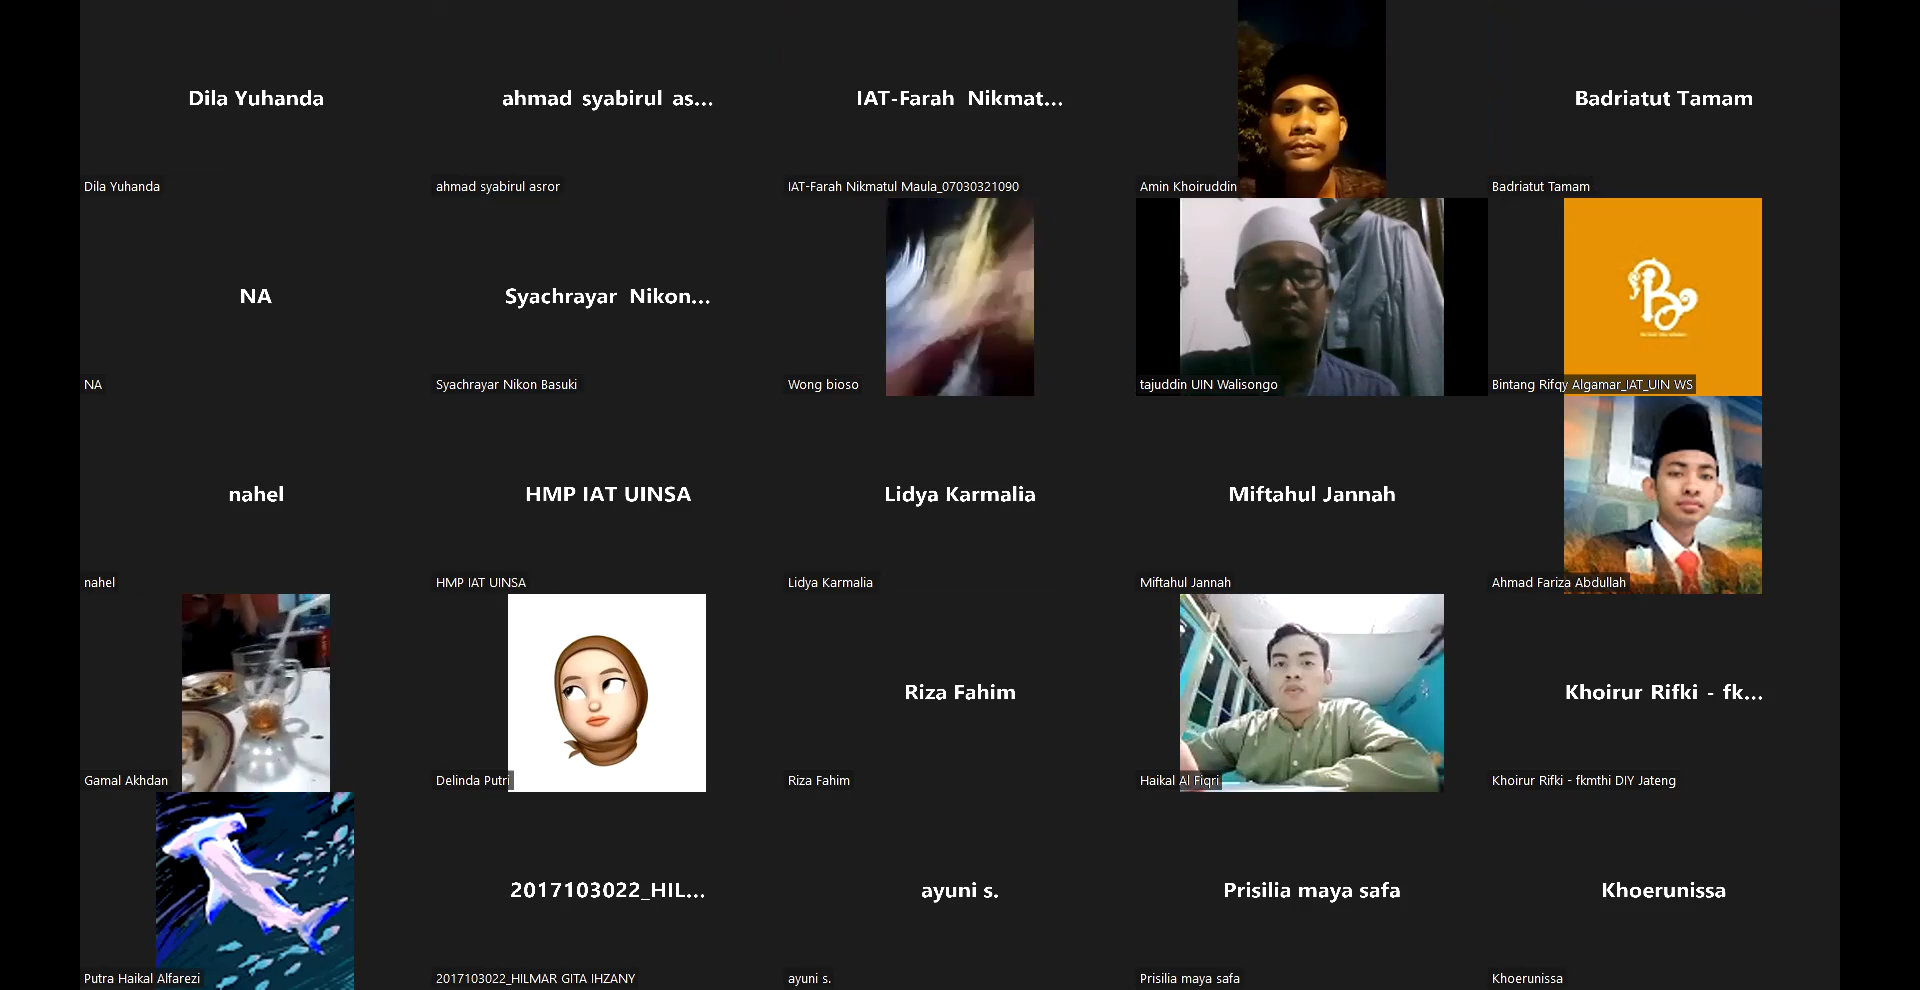 Dila Yuhanda
ahmad syabirul as...
IAT-Farah Nikmat...
Badriatut Tamam
Dila Yuhanda
ahmad syabirul asror
IAT-Farah Nikmatul Maula_07030321090
Amin Khoiruddin
Badriatut Tamam
NA
Syachrayar Nikon...
B
NA
Syachrayar Nikon Basuki
Wong bioso
tajuddin UIN Walisongo
Bintang Rifqy Algamar_IAT_UIN WS
nahel
HMP IAT UINSA
Lidya Karmalia
Miftahul Jannah
nahel
HMP IAT UINSA
Lidya Karmalia
Miftahul Jannah
Ahmad Fariza Abdullah
Riza Fahim
Khoirur Rifki - fk...
Gamal Akhdan
Delinda Putri
Riza Fahim
Haikal Al Fiqri
Khoirur Rifki - fkmthi DIY Jateng
2017103022_HIL...
ayuni s.
Prisilia maya safa
Khoerunissa
Putra Haikal Alfarezi
2017103022_HILMAR GITA IHZANY
ayuni s.
Prisilia maya safa
Khoerunissa